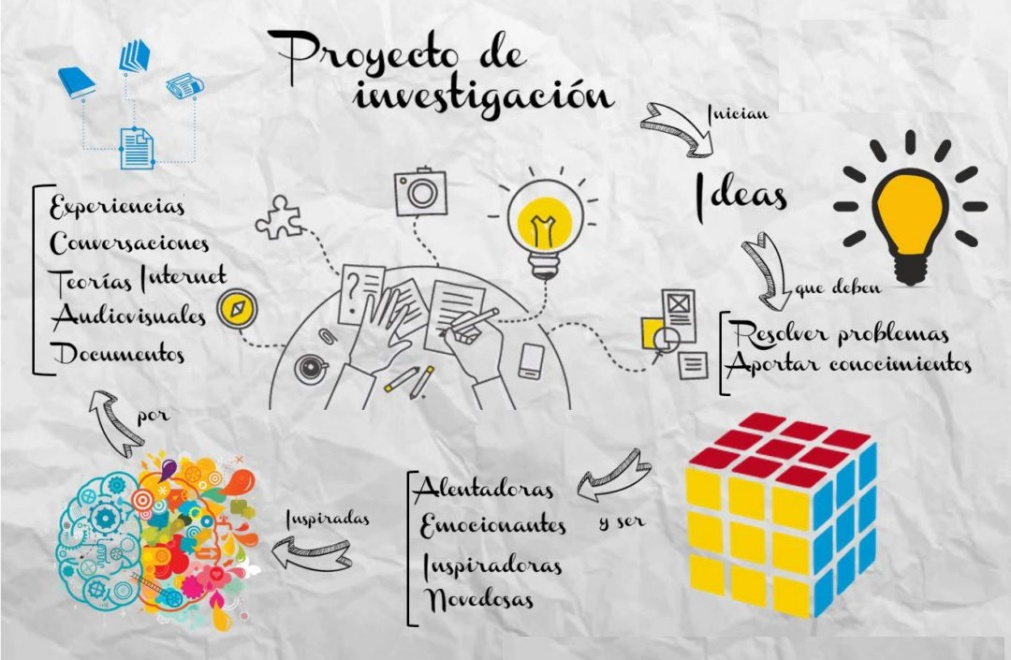 Proyecto de
investigación
Inician
Ideas
que deben
Resolver problemas
Aportar conocimientos
y ser
Alentadoras
Emocionantes
Inspiradoras
Novedosas
Inspiradas
por
Experiencias
Conversaciones
Teorías Internet
Audiovisuales
Documentos